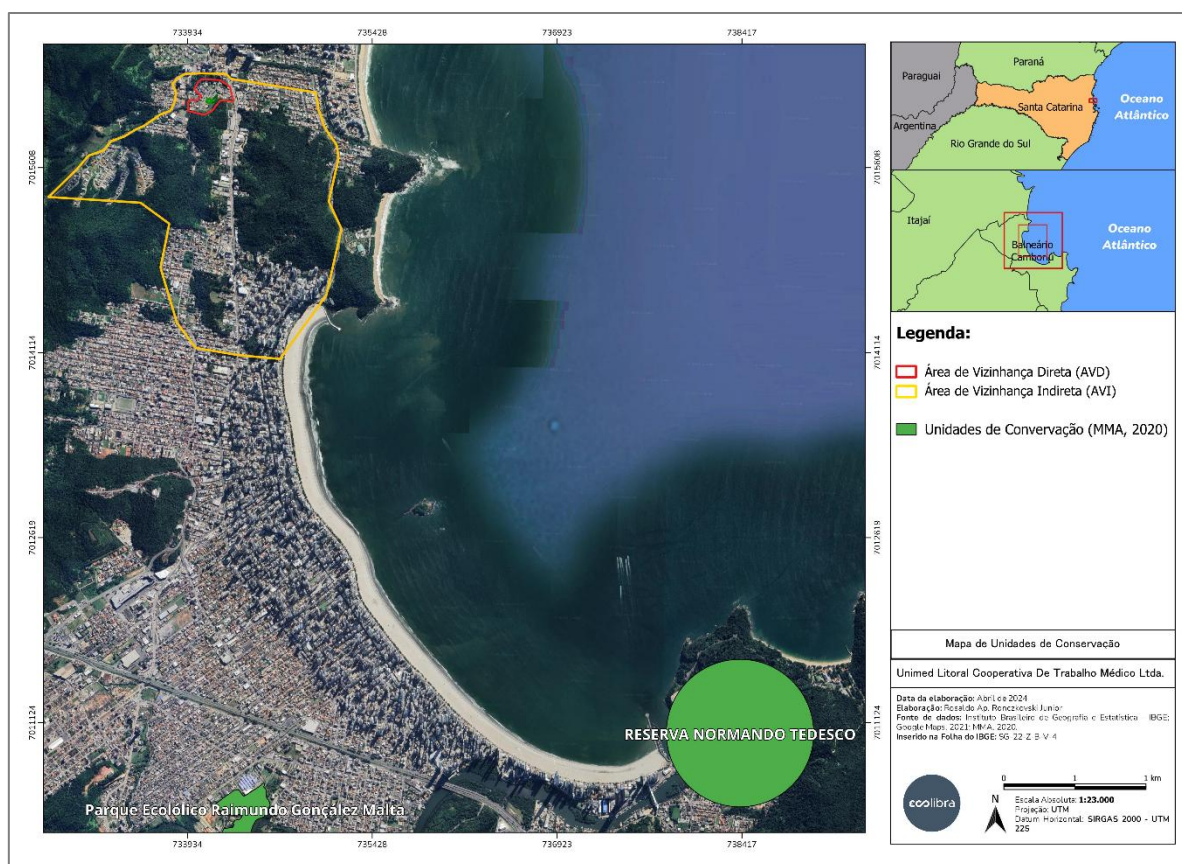 733934
735428
736923
738417
7015608
7014114
7012619
7011124
RESERVA NORMANDO TEDESCO
Parque Ecolólico Raimundo Gonçález Malta
7015608
7014114
7012619
7011124
733934
735428
736923
738417
Paraguai
Paraná
Santa Catarina
Oceano
Atlântico
Argentina
Rio Grande do Sul
Itajaí
Oceano
Atlântico
Balneário
Camboriú
Legenda:
Área de Vizinhança Direta (AVD)
Área de Vizinhança Indireta (AVI)
Unidades de Convervação (MMA, 2020)
Mapa de Unidades de Conservação
Unimed Litoral Cooperativa De Trabalho Médico Ltda.
Data da elaboração: Abril de 2024
Elaboração: Rosaldo Ap. Ronczkovski Junior
Fonte de dados: Instituto Brasileiro de Geografia e Estatística - IBGE;
Google Maps, 2021; MMA, 2020.
Inserido na Folha do IBGE: SG-22-Z-B-V-4
ecolibra
0 1 1 km
N
Escala Absoluta: 1:23.000
Projeção: UTM
Datum Horizontal: SIRGAS 2000 - UTM
22S